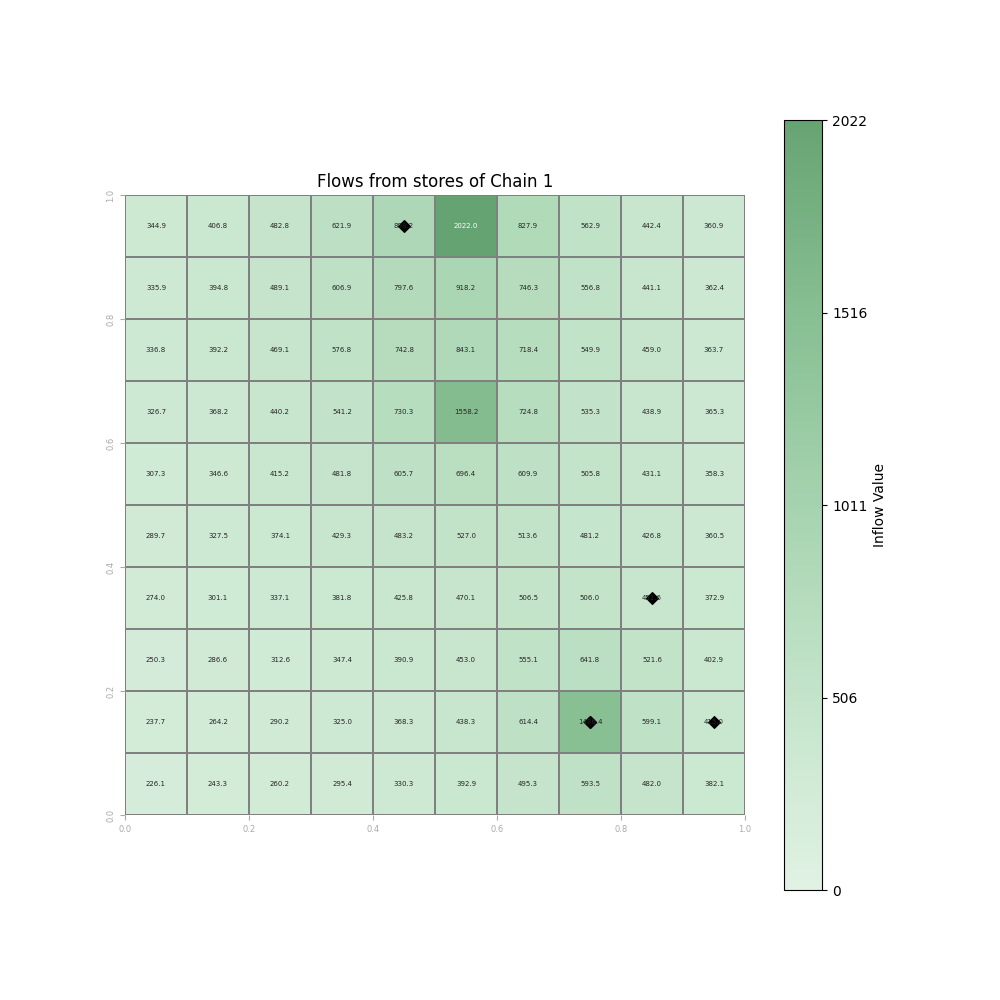 Flows from stores of Chain 1
2022
1516
1011
506
0
Inflow Value
1.0
0.8
0.6
0.4
0.2
0.0
344.9 406.8 482.8 621.9 2022.0 827.9 562.9 442.4 360.9
335.9 394.8 489.1 606.9 797.6 918.2 746.3 556.8 441.1 362.4
336.8 392.2 469.1 576.8 742.8 843.1 718.4 549.9 459.0 363.7
326.7 368.2 440.2 541.2 730.3 1558.2 724.8 535.3 438.9 365.3
307.3 346.6 415.2 481.8 605.7 696.4 609.9 505.8 431.1 358.3
289.7 327.5 374.1 429.3 483.2 527.0 513.6 481.2 426.8 360.5
274.0 301.1 337.1 381.8 425.8 470.1 506.5 506.0 372.9
250.3 286.6 312.6 347.4 390.9 453.0 555.1 641.8 521.6 402.9
237.7 264.2 290.2 325.0 368.3 438.3 614.4 599.1
226.1 243.3 260.2 295.4 330.3 392.9 495.3 593.5 482.0 382.1
0.0 0.2 0.4 0.6 0.8 1.0